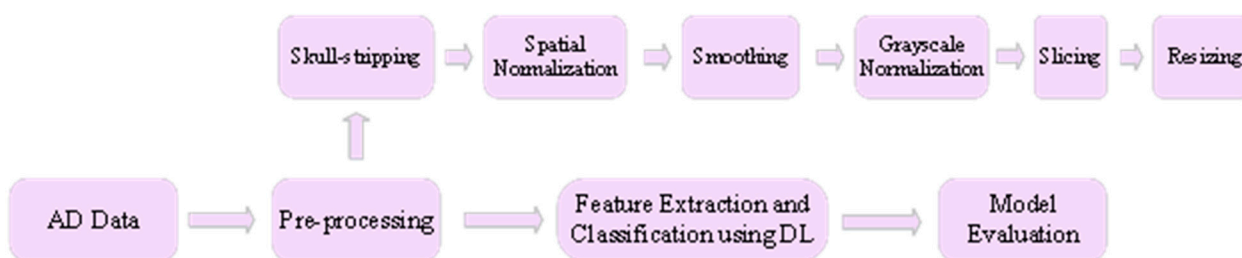 Skull-stripping
Spatial
Normalization
Smoothing
Grayscale
Normalization
Slicing
Resizing
AD Data
Pre-processing
Feature Extraction and
Classification using DL
Model
Evaluation